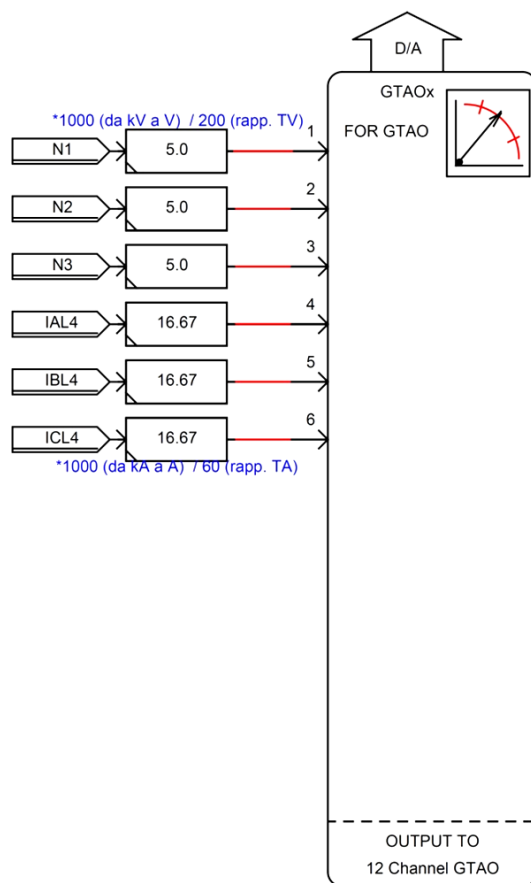 D/A
GTAOx
*1000 (da kV a V) / 200 (rapp. TV)
FOR GTAO
N1 5.0 1
N2 5.0 2
N3 5.0 3
IAL4 16.67 4
IBL4 16.67 5
ICL4 16.67 6
*1000 (da kA a A) / 60 (rapp. TA)
OUTPUT TO
12 Channel GTAO